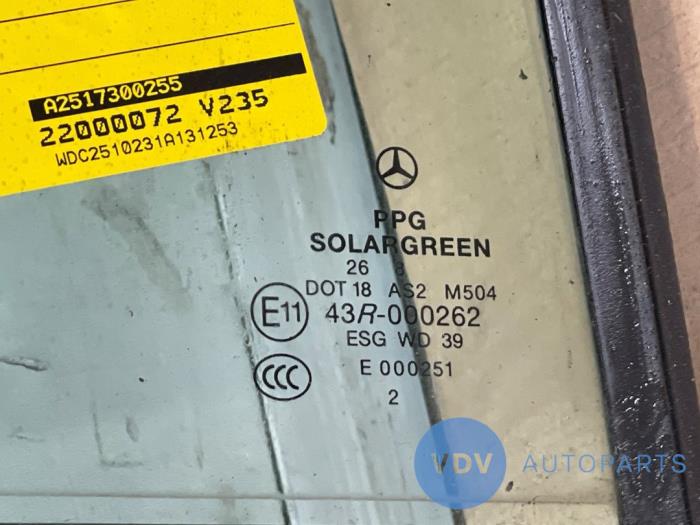 A2517300255
22000072 V235
WDC2510231A131253
PPG
SOLARGREEN
26 8
DOT 18 AS2 M504
E11 43R-000262
ESG WD 39
CCC E 000251
2
VDV AUTOPARTS